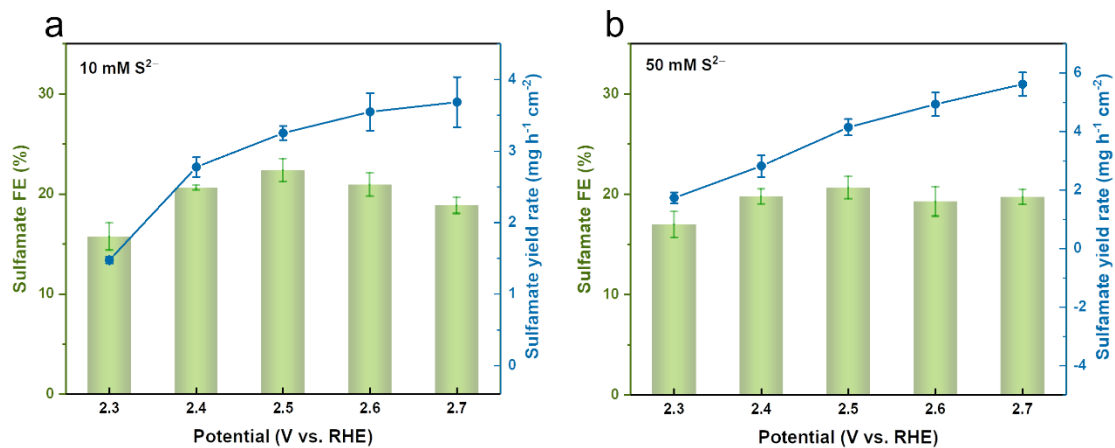 a
10 mM S²⁻
Sulfamate FE (%)
30
20
10
0
4
3
2
1
0
Sulfamate yield rate (mg h⁻¹ cm⁻²)
2.3 2.4 2.5 2.6 2.7
Potential (V vs. RHE)
b
50 mM S²⁻
Sulfamate FE (%)
30
20
10
0
6
4
2
0
-2
-4
Sulfamate yield rate (mg h⁻¹ cm⁻²)
2.3 2.4 2.5 2.6 2.7
Potential (V vs. RHE)